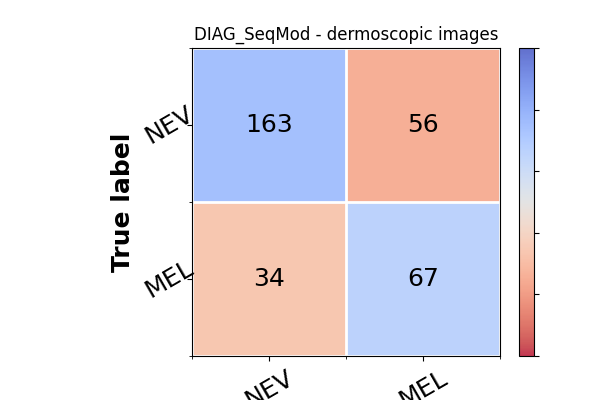 DIAG_SeqMod - dermoscopic images
True label
NEV
163
56
MEL
34
67
NEV
MEL